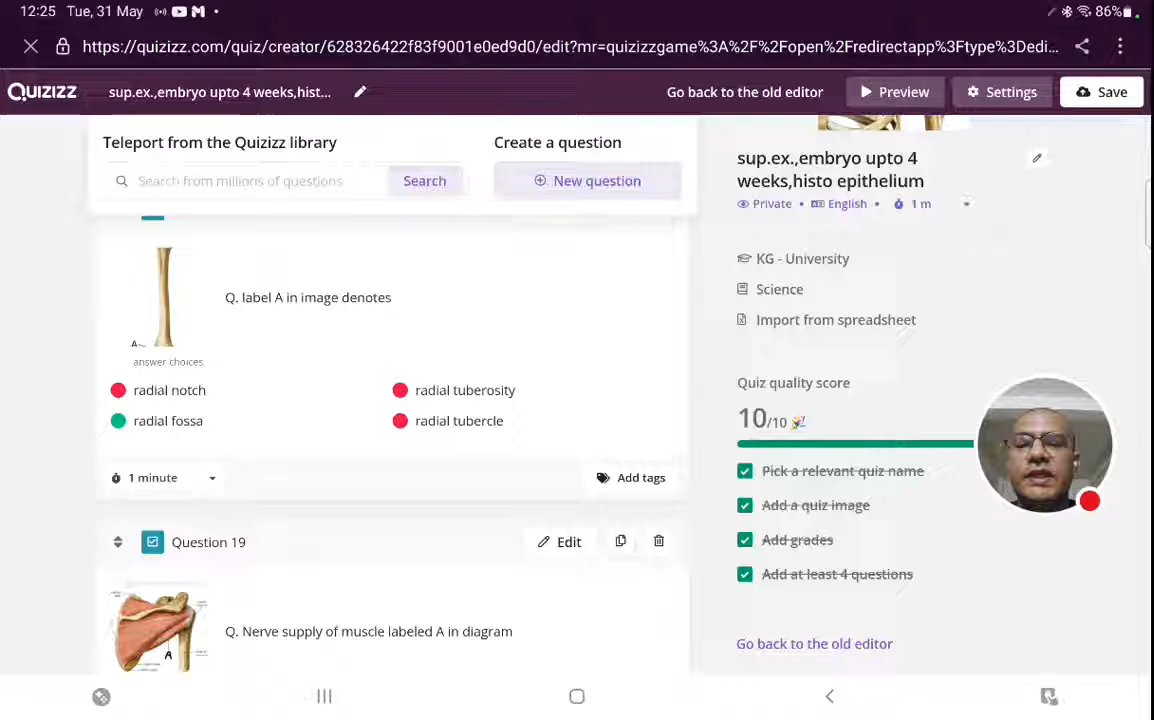 12:25 Tue, 31 May
86%
https://quizizz.com/quiz/creator/628326422f83f9001e0ed9d0/edit?mr=quizizzgame%3A%2F%2Fopen%2Fredirectapp%3Ftype%3Dedi...
QUIZIZZ
sup.ex.,embryo upto 4 weeks,hist...
Go back to the old editor
Preview
Settings
Save
Teleport from the Quizizz library
Search from millions of questions
Search
Create a question
New question
Q. label A in image denotes
A
answer choices
radial notch
radial tuberosity
radial fossa
radial tubercle
1 minute
Add tags
Question 19
Edit
Q. Nerve supply of muscle labeled A in diagram
A
sup.ex.,embryo upto 4
weeks,histo epithelium
Private • English • 1 m
KG - University
Science
Import from spreadsheet
Quiz quality score
10/10
Pick a relevant quiz name
Add a quiz image
Add grades
Add at least 4 questions
Go back to the old editor